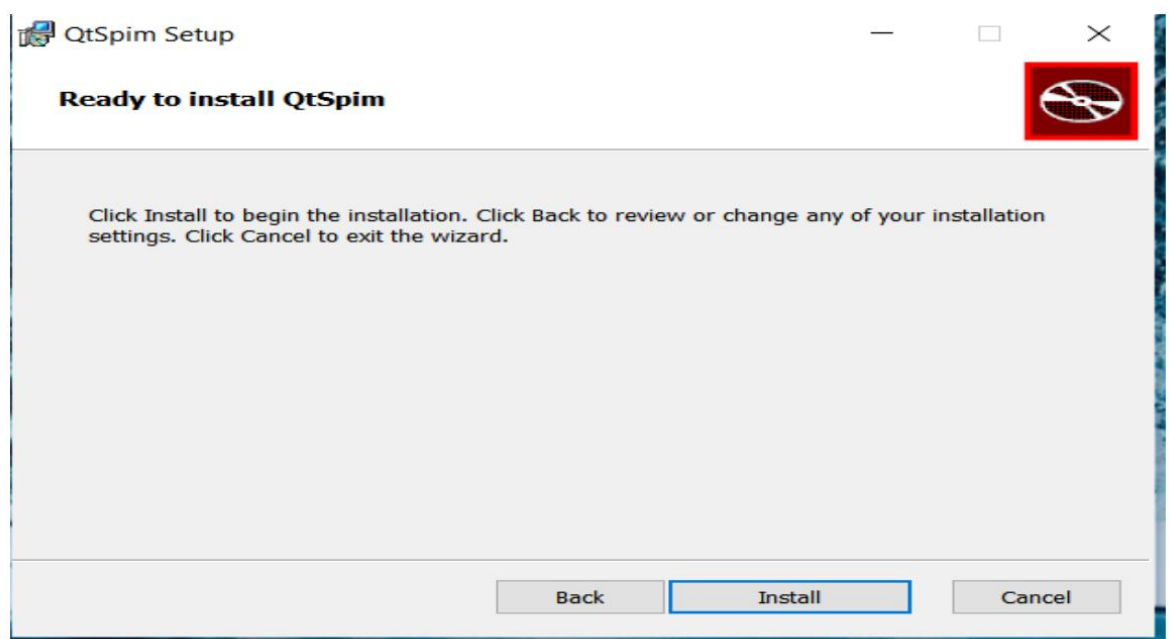 QtSpim Setup
Ready to install QtSpim
Click Install to begin the installation. Click Back to review or change any of your installation
settings. Click Cancel to exit the wizard.
Back Install Cancel